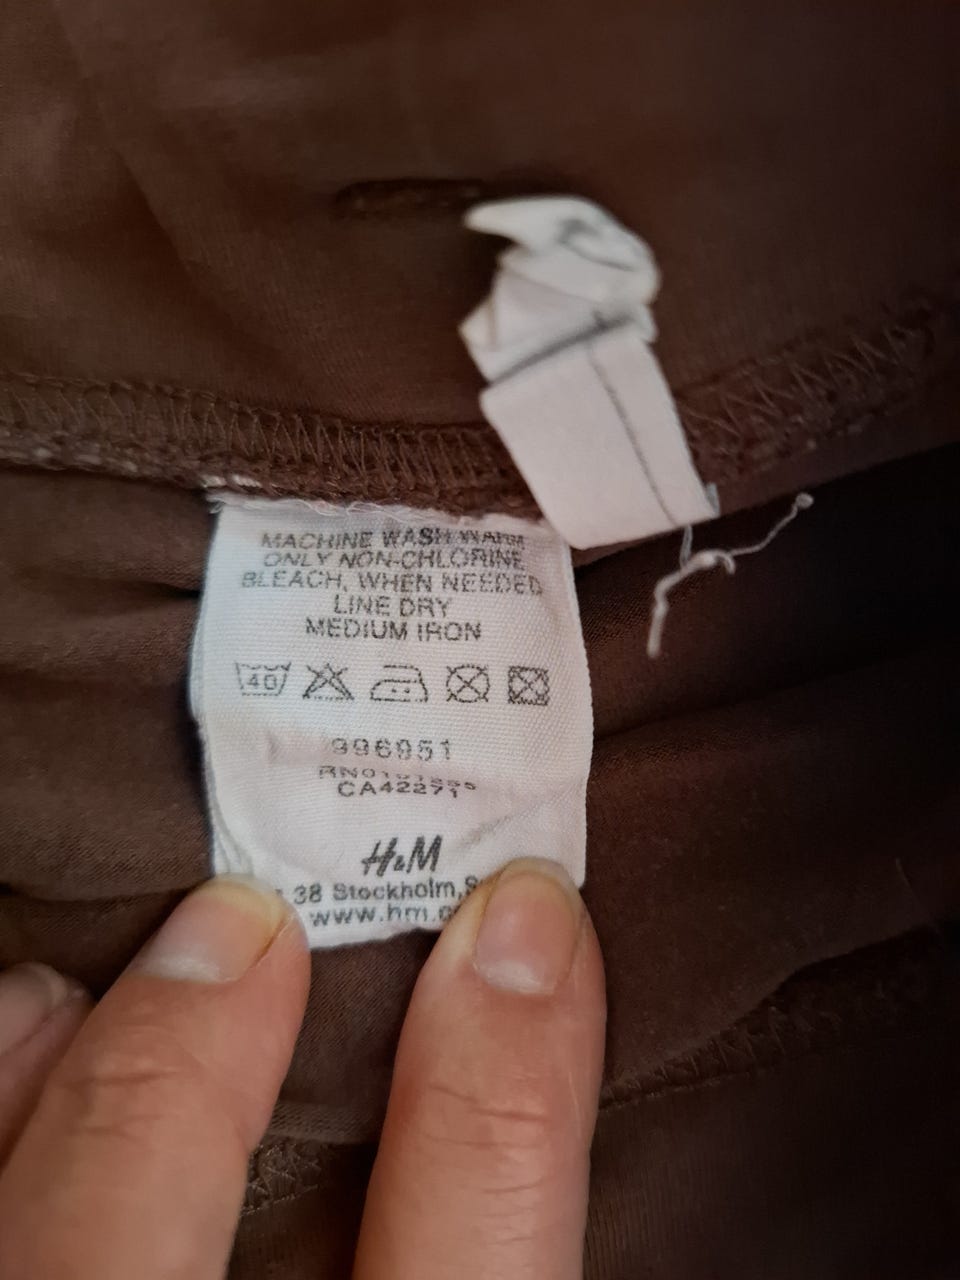 MACHINE WASH WARM
ONLY NON-CHLORINE
BLEACH, WHEN NEEDED
LINE DRY
MEDIUM IRON
40
996951
CA42271
H&M
38 Stockholm,
www.hm.